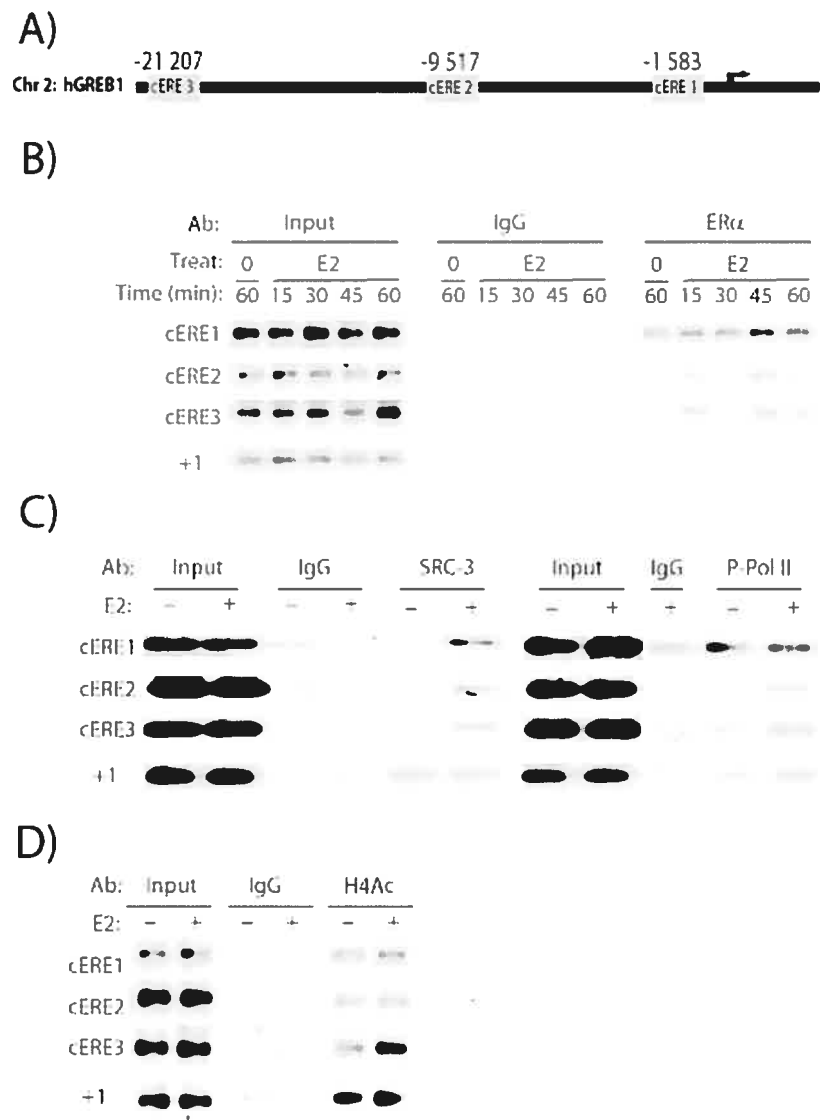 A)
-21 207 -9 517 -1 583
Chr 2: hGREB1 cERE 3 cERE 2 cERE 1
B)
Ab: Input IgG ERα
Treat: 0 E2 0 E2 0 E2
Time (min): 60 15 30 45 60 60 15 30 45 60 60 15 30 45 60
cERE1
cERE2
cERE3
+1
C)
Ab: Input IgG SRC-3 Input IgG P-Pol II
E2: - + - + - + - + + - +
cERE1
cERE2
cERE3
+1
D)
Ab: Input IgG H4Ac
E2: - + - + - +
cERE1
cERE2
cERE3
+1